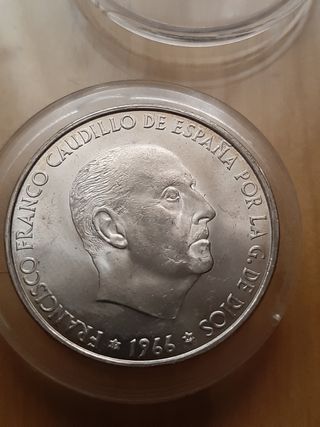 FRANCISCO FRANCO CAUDILLO DE ESPAÑA POR LA G. DE DIOS
* 1966 *